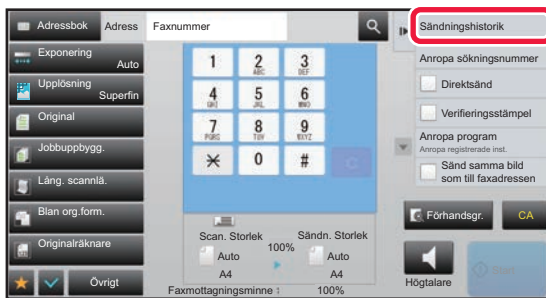 Adressbok
Adress
Faxnummer
Exponering
Auto
Upplösning
Superfin
Original
Jobbuppbygg.
Lång. scannlä.
Blan org.form.
Originalräknare
Övrigt
1
2
ABC
3
DEF
4
GHI
5
JKL
6
MNO
7
PQRS
8
TUV
9
WXYZ
0
#
C
Scan. Storlek
Auto
A4
100%
Sändn. Storlek
Auto
A4
Faxmottagningsminne :
100%
Sändningshistorik
Anropa sökningsnummer
Direktsänd
Verifieringsstämpel
Anropa program
Anropa registrerade inst.
Sänd samma bild
som till faxadressen
Förhandsgr.
CA
Högtalare
Start